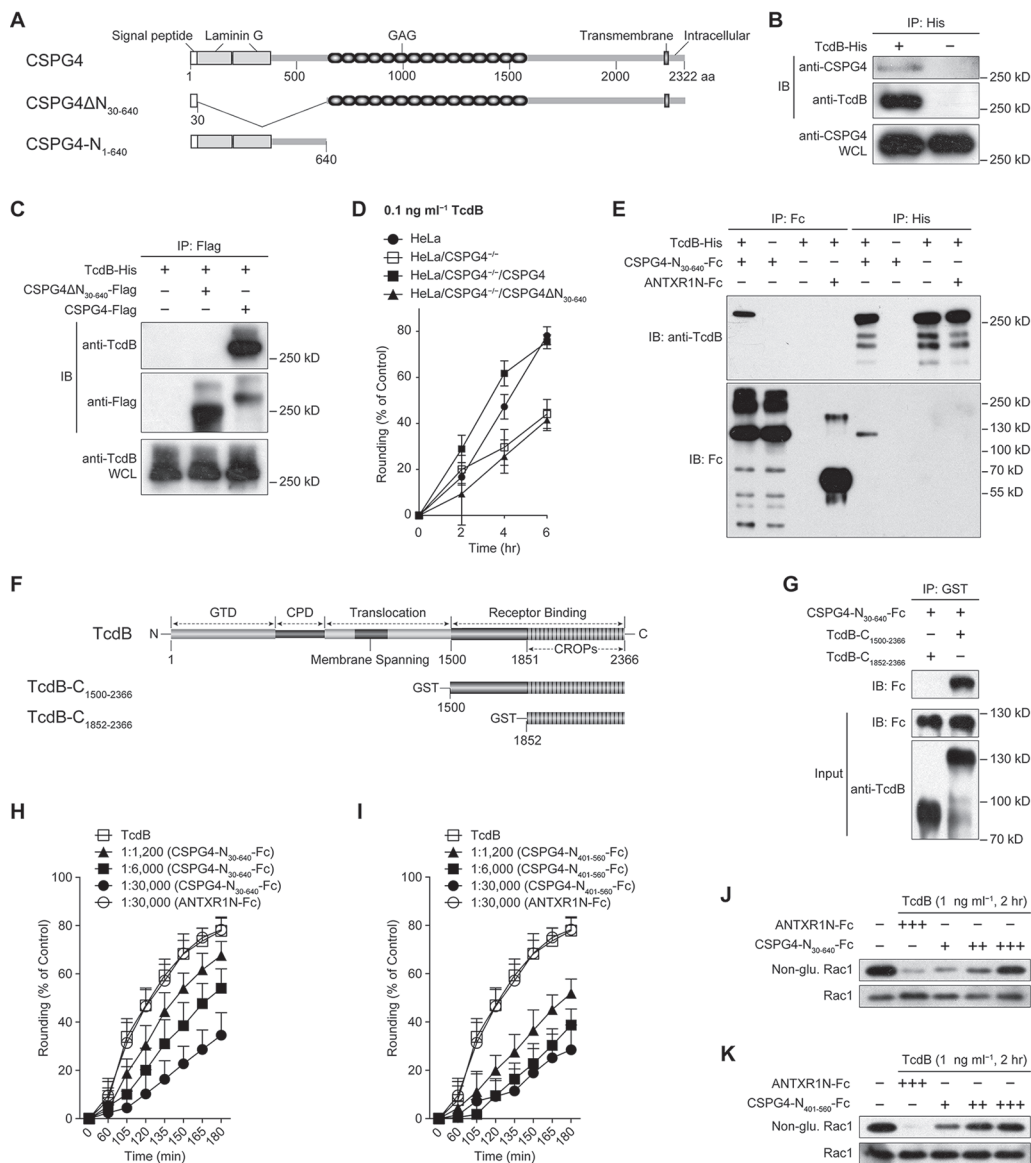 A
Signal peptide Laminin G GAG Transmembrane Intracellular
CSPG4
1 500 1000 1500 2000 2322 aa
CSPG4ΔN30-640
30
CSPG4-N1-640
640
B
IP: His
TcdB-His + –
IB
anti-CSPG4
250 kD
anti-TcdB
250 kD
anti-CSPG4
WCL
250 kD
C
IP: Flag
TcdB-His + + +
CSPG4ΔN30-640-Flag – + –
CSPG4-Flag – – +
IB
anti-TcdB
250 kD
anti-Flag
250 kD
anti-TcdB
WCL
250 kD
D
0.1 ng ml⁻¹ TcdB
HeLa
HeLa/CSPG4⁻/⁻
HeLa/CSPG4⁻/⁻/CSPG4
HeLa/CSPG4⁻/⁻/CSPG4ΔN30-640
Rounding (% of Control)
80
60
40
20
0
0 2 4 6
Time (hr)
E
IP: Fc IP: His
TcdB-His + – + + + – + +
CSPG4-N30-640-Fc + + – – + + – –
ANTXR1N-Fc – – – + – – – +
IB: anti-TcdB
250 kD
IB: Fc
250 kD
130 kD
100 kD
70 kD
55 kD
F
GTD CPD Translocation Receptor Binding
TcdB N C
CROPs
1 Membrane Spanning 1500 1851 2366
TcdB-C1500-2366
GST
1500
TcdB-C1852-2366
GST
1852
G
IP: GST
CSPG4-N30-640-Fc + +
TcdB-C1500-2366 – +
TcdB-C1852-2366 + –
IB: Fc
Input
IB: Fc
130 kD
anti-TcdB
130 kD
100 kD
70 kD
H
TcdB
1:1,200 (CSPG4-N30-640-Fc)
1:6,000 (CSPG4-N30-640-Fc)
1:30,000 (CSPG4-N30-640-Fc)
1:30,000 (ANTXR1N-Fc)
Rounding (% of Control)
100
80
60
40
20
0
0 60 105 120 135 150 165 180
Time (min)
I
TcdB
1:1,200 (CSPG4-N401-560-Fc)
1:6,000 (CSPG4-N401-560-Fc)
1:30,000 (CSPG4-N401-560-Fc)
1:30,000 (ANTXR1N-Fc)
Rounding (% of Control)
100
80
60
40
20
0
0 60 105 120 135 150 165 180
Time (min)
J
TcdB (1 ng ml⁻¹, 2 hr)
ANTXR1N-Fc – +++ – – –
CSPG4-N30-640-Fc – – + ++ +++
Non-glu. Rac1
Rac1
K
TcdB (1 ng ml⁻¹, 2 hr)
ANTXR1N-Fc – +++ – – –
CSPG4-N401-560-Fc – – + ++ +++
Non-glu. Rac1
Rac1